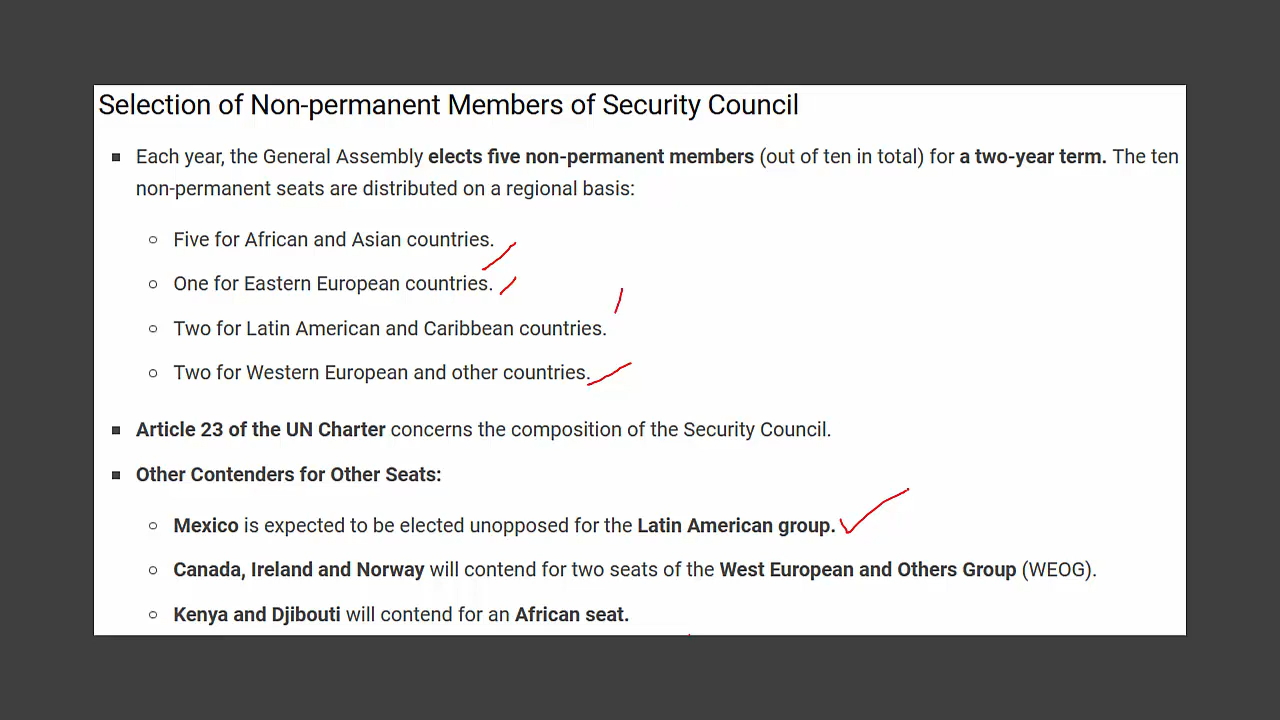 Selection of Non-permanent Members of Security Council
Each year, the General Assembly elects five non-permanent members (out of ten in total) for a two-year term. The ten
non-permanent seats are distributed on a regional basis:
Five for African and Asian countries.
One for Eastern European countries.
Two for Latin American and Caribbean countries.
Two for Western European and other countries.
Article 23 of the UN Charter concerns the composition of the Security Council.
Other Contenders for Other Seats:
Mexico is expected to be elected unopposed for the Latin American group.
Canada, Ireland and Norway will contend for two seats of the West European and Others Group (WEOG).
Kenya and Djibouti will contend for an African seat.